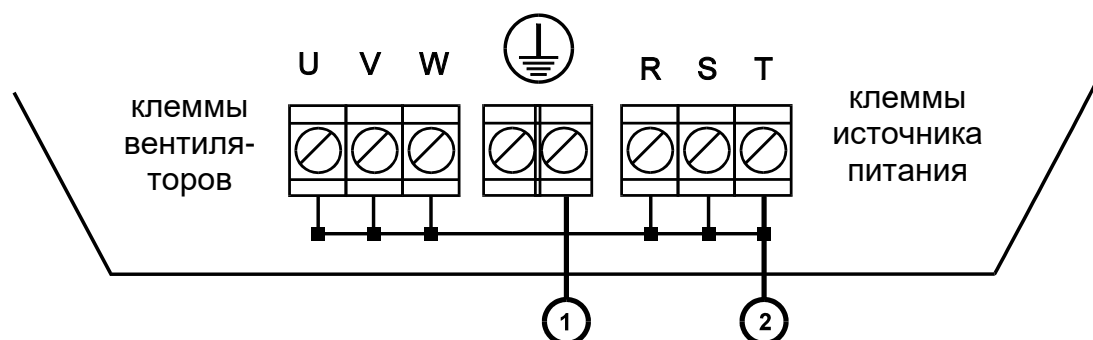 U V W
R S T
клеммы
вентиля-
торов
клеммы
источника
питания
1
2